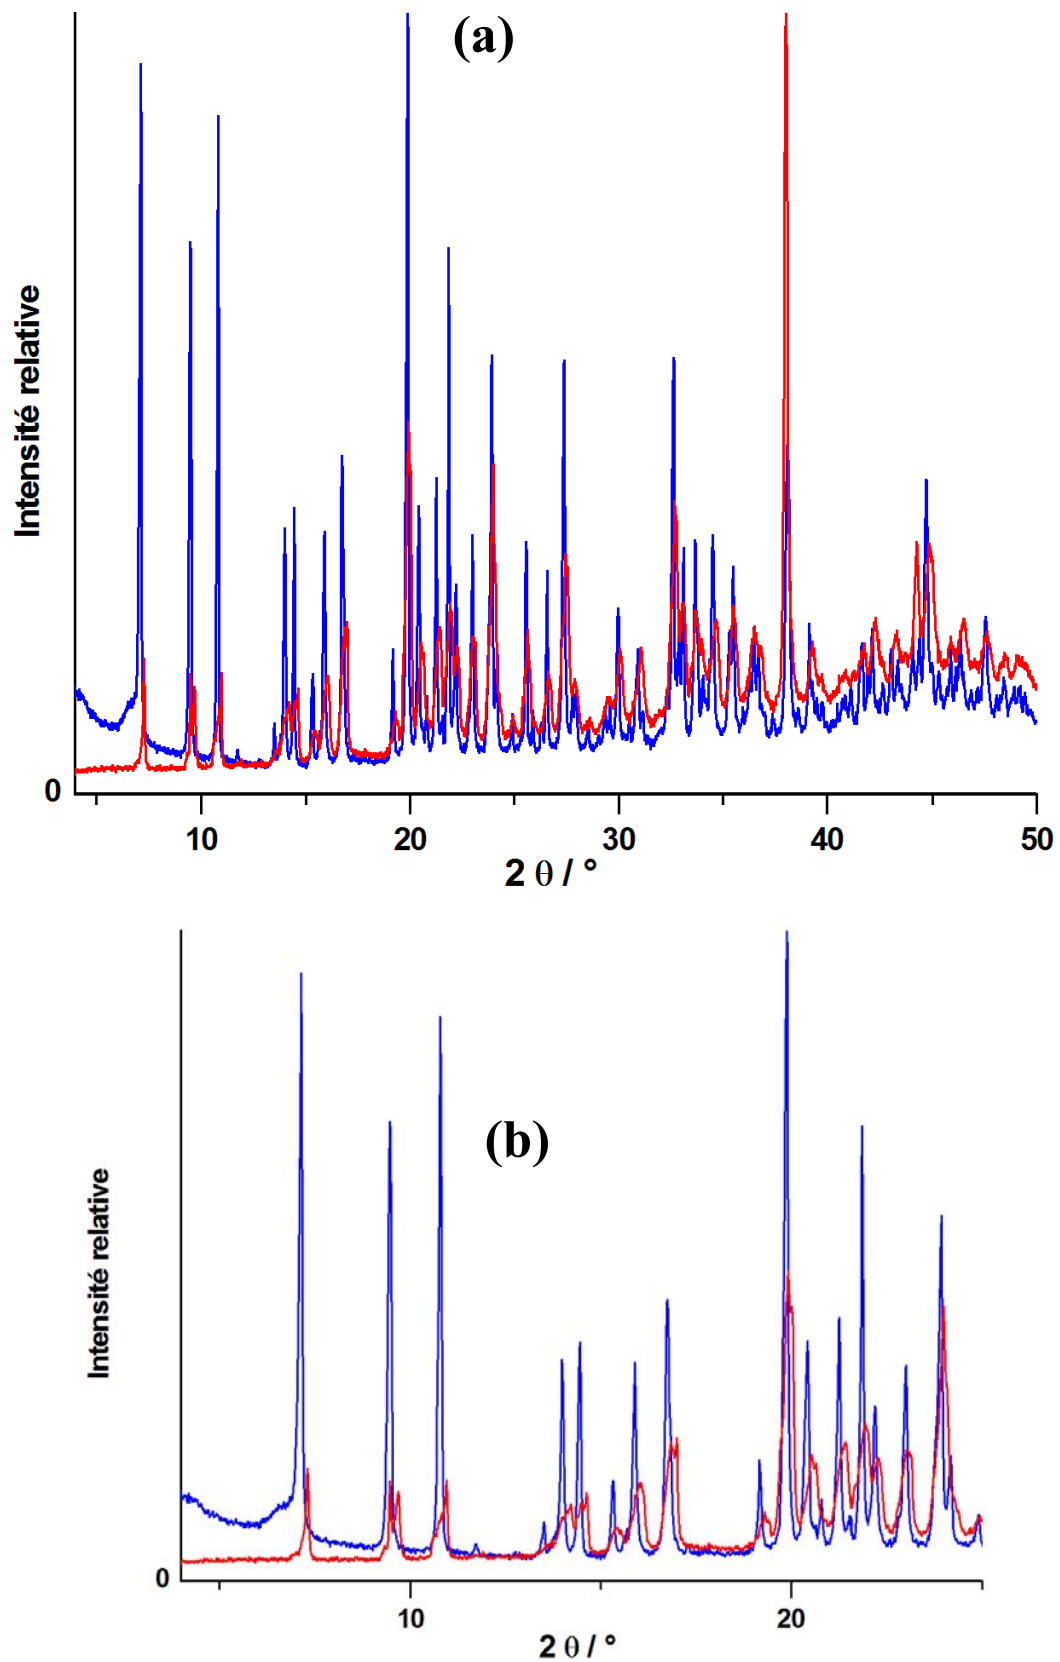 (a)
Intensité relative
0
10 20 30 40 50
2 θ / °
(b)
Intensité relative
0
10 20
2 θ / °